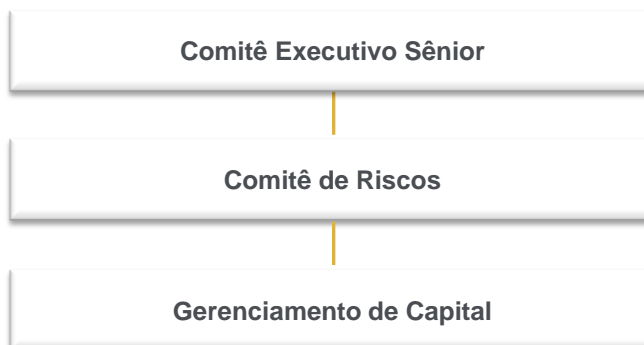 Comitê Executivo Sênior
Comitê de Riscos
Gerenciamento de Capital